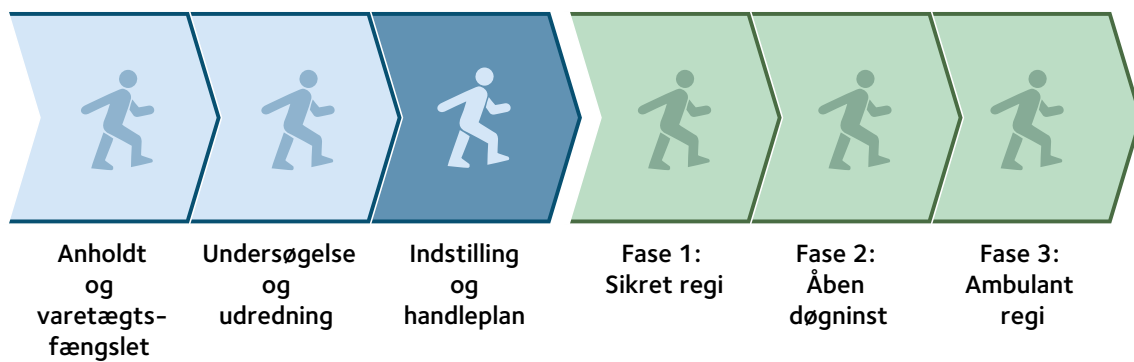 Anholdt
og
varetægts-
fængslet
Undersøgelse
og
udredning
Indstilling
og
handleplan
Fase 1:
Sikret regi
Fase 2:
Åben
døgninst
Fase 3:
Ambulant
regi